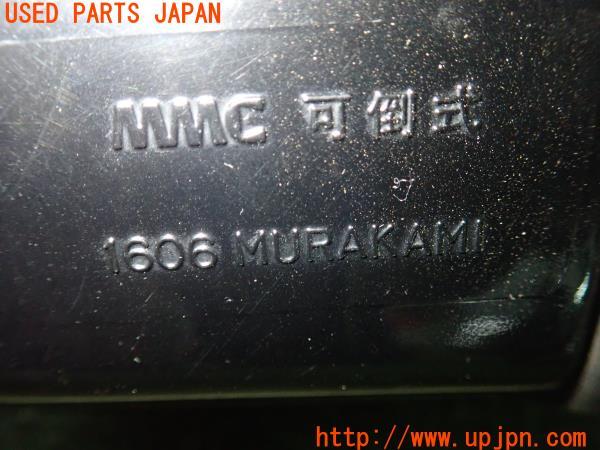 USED PARTS JAPAN
MMC 可倒式
1606 MURAKAMI
http://www.upjpn.com/